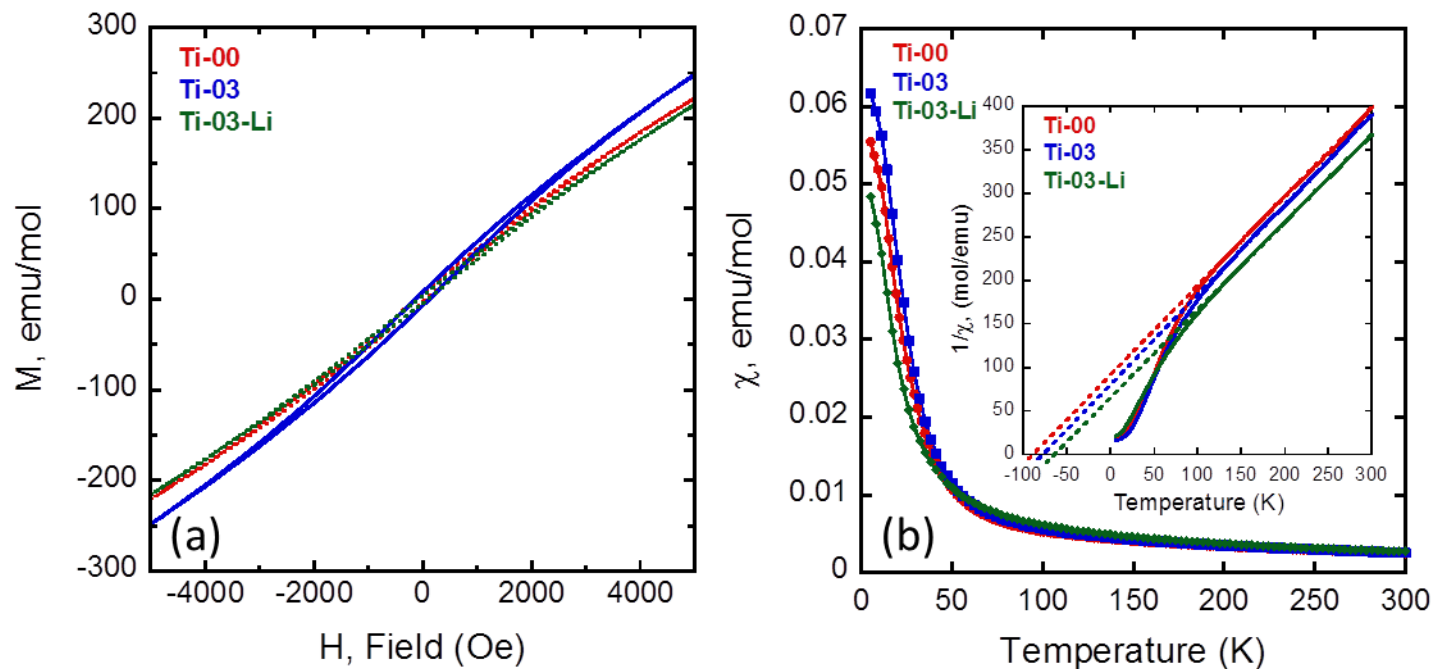 300
200
100
0
-100
-200
-300
M, emu/mol
Ti-00
Ti-03
Ti-03-Li
(a)
-4000 -2000 0 2000 4000
H, Field (Oe)
0.07
0.06
0.05
0.04
0.03
0.02
0.01
0
χ, emu/mol
Ti-00
Ti-03
Ti-03-Li
400
350
300
250
200
150
100
50
0
1/χ, (mol/emu)
Ti-00
Ti-03
Ti-03-Li
-100 -50 0 50 100 150 200 250 300
Temperature (K)
(b)
0 50 100 150 200 250 300
Temperature (K)